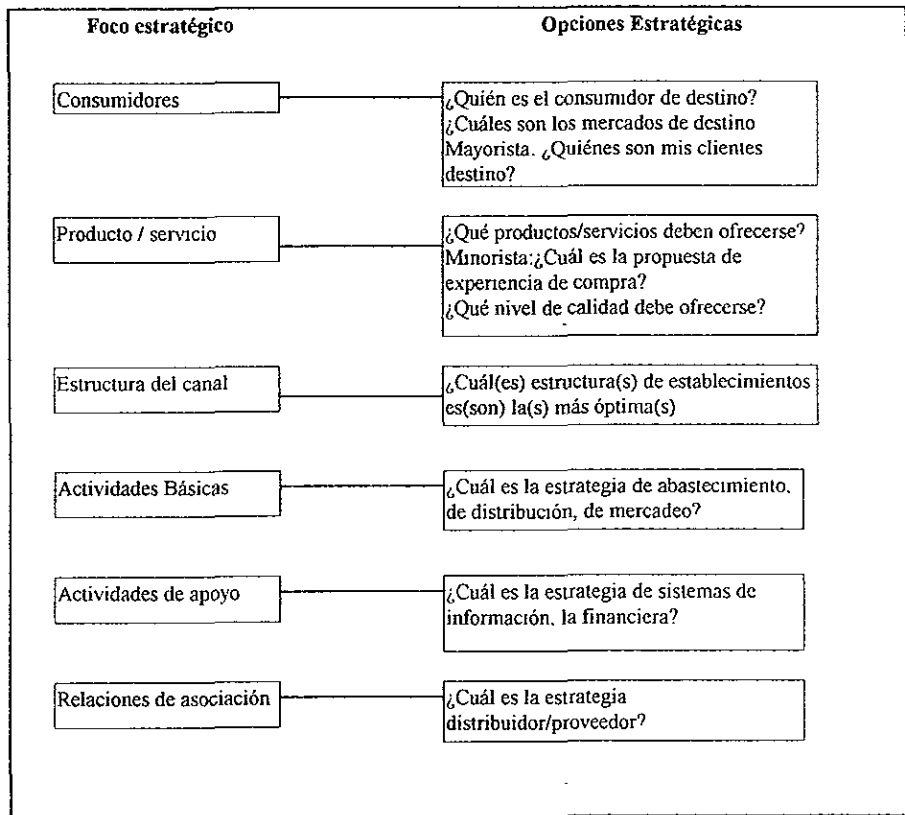 Foco estratégico
Opciones Estratégicas
Consumidores
¿Quién es el consumidor de destino?
¿Cuáles son los mercados de destino
Mayorista. ¿Quiénes son mis clientes
destino?
Producto / servicio
¿Qué productos/servicios deben ofrecerse?
Minorista:¿Cuál es la propuesta de
experiencia de compra?
¿Qué nivel de calidad debe ofrecerse?
Estructura del canal
¿Cuál(es) estructura(s) de establecimientos
es(son) la(s) más óptima(s)
Actividades Básicas
¿Cuál es la estrategia de abastecimiento,
de distribución, de mercadeo?
Actividades de apoyo
¿Cuál es la estrategia de sistemas de
información, la financiera?
Relaciones de asociación
¿Cuál es la estrategia
distribuidor/proveedor?